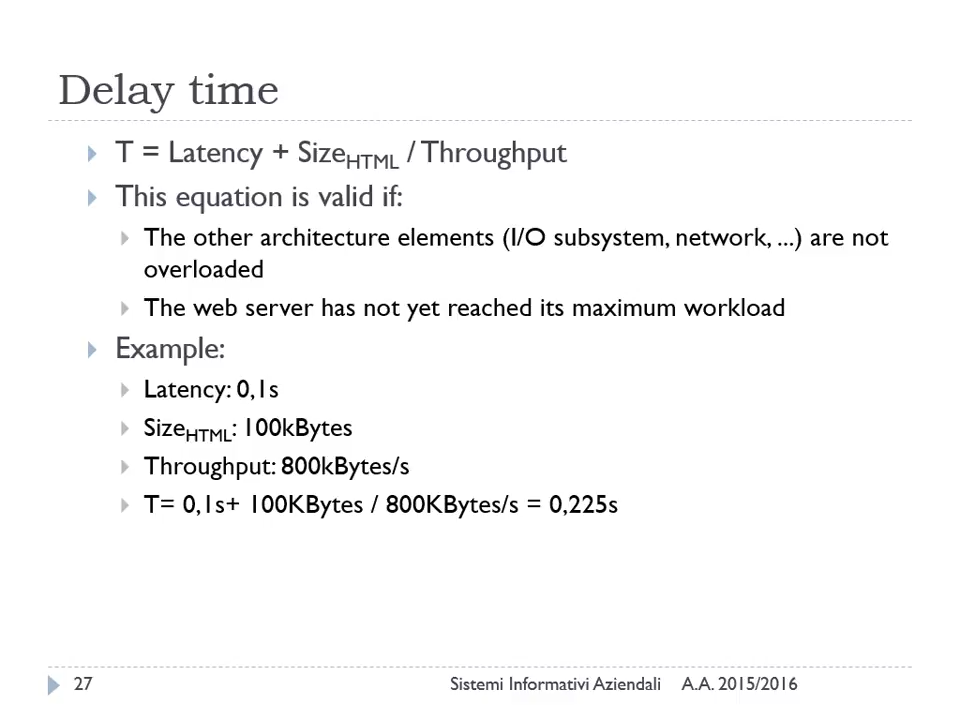 Delay time
T = Latency + SizeHTML / Throughput
This equation is valid if:
The other architecture elements (I/O subsystem, network, ...) are not
overloaded
The web server has not yet reached its maximum workload
Example:
Latency: 0,1s
SizeHTML: 100kBytes
Throughput: 800kBytes/s
T= 0,1s+ 100KBytes / 800KBytes/s = 0,225s
27 Sistemi Informativi Aziendali A.A. 2015/2016